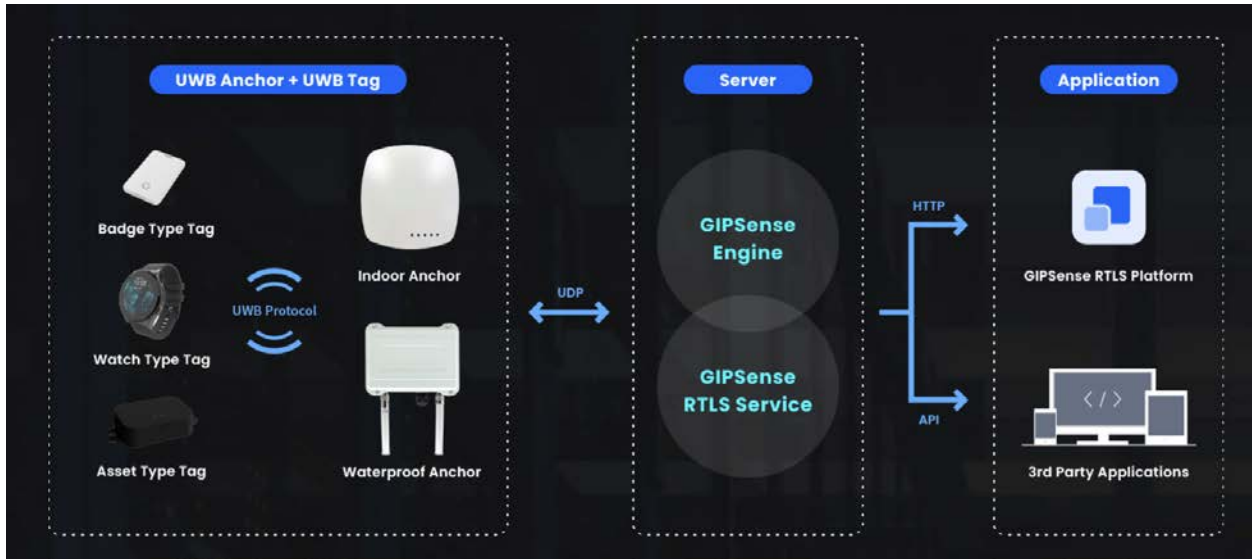 UWB Anchor + UWB Tag
Badge Type Tag
Watch Type Tag
Asset Type Tag
UWB Protocol
Indoor Anchor
Waterproof Anchor
UDP
Server
GIPSense
Engine
GIPSense
RTLS Service
HTTP
API
Application
GIPSense RTLS Platform
</>
3rd Party Applications